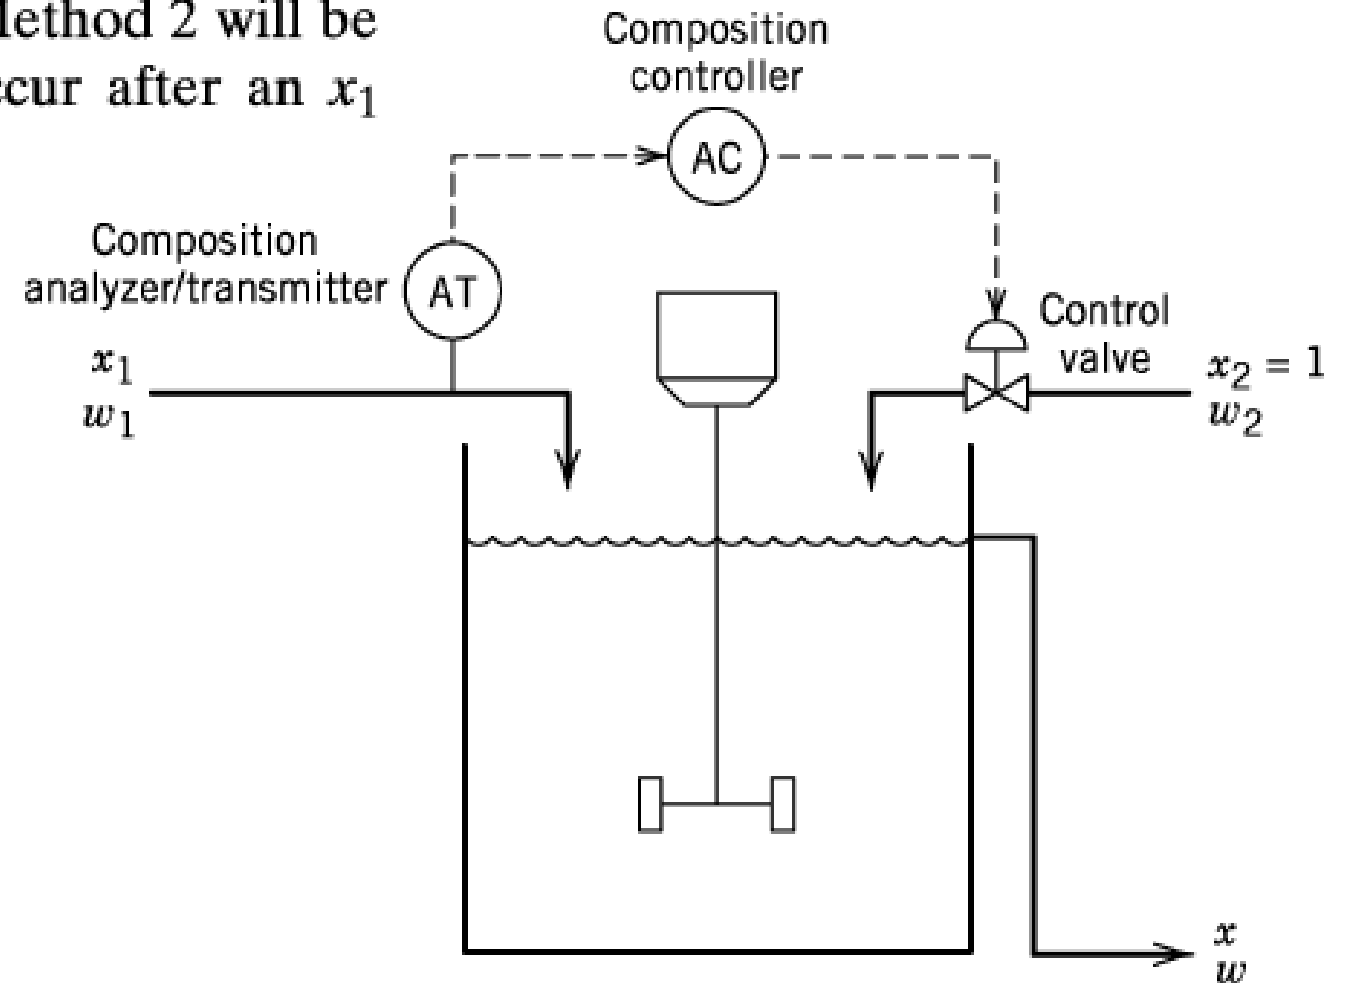 Method 2 will be
ccur after an x₁
Composition
controller
AC
Composition
analyzer/transmitter
AT
Control
valve
x₁
w₁
x₂ = 1
w₂
x
w